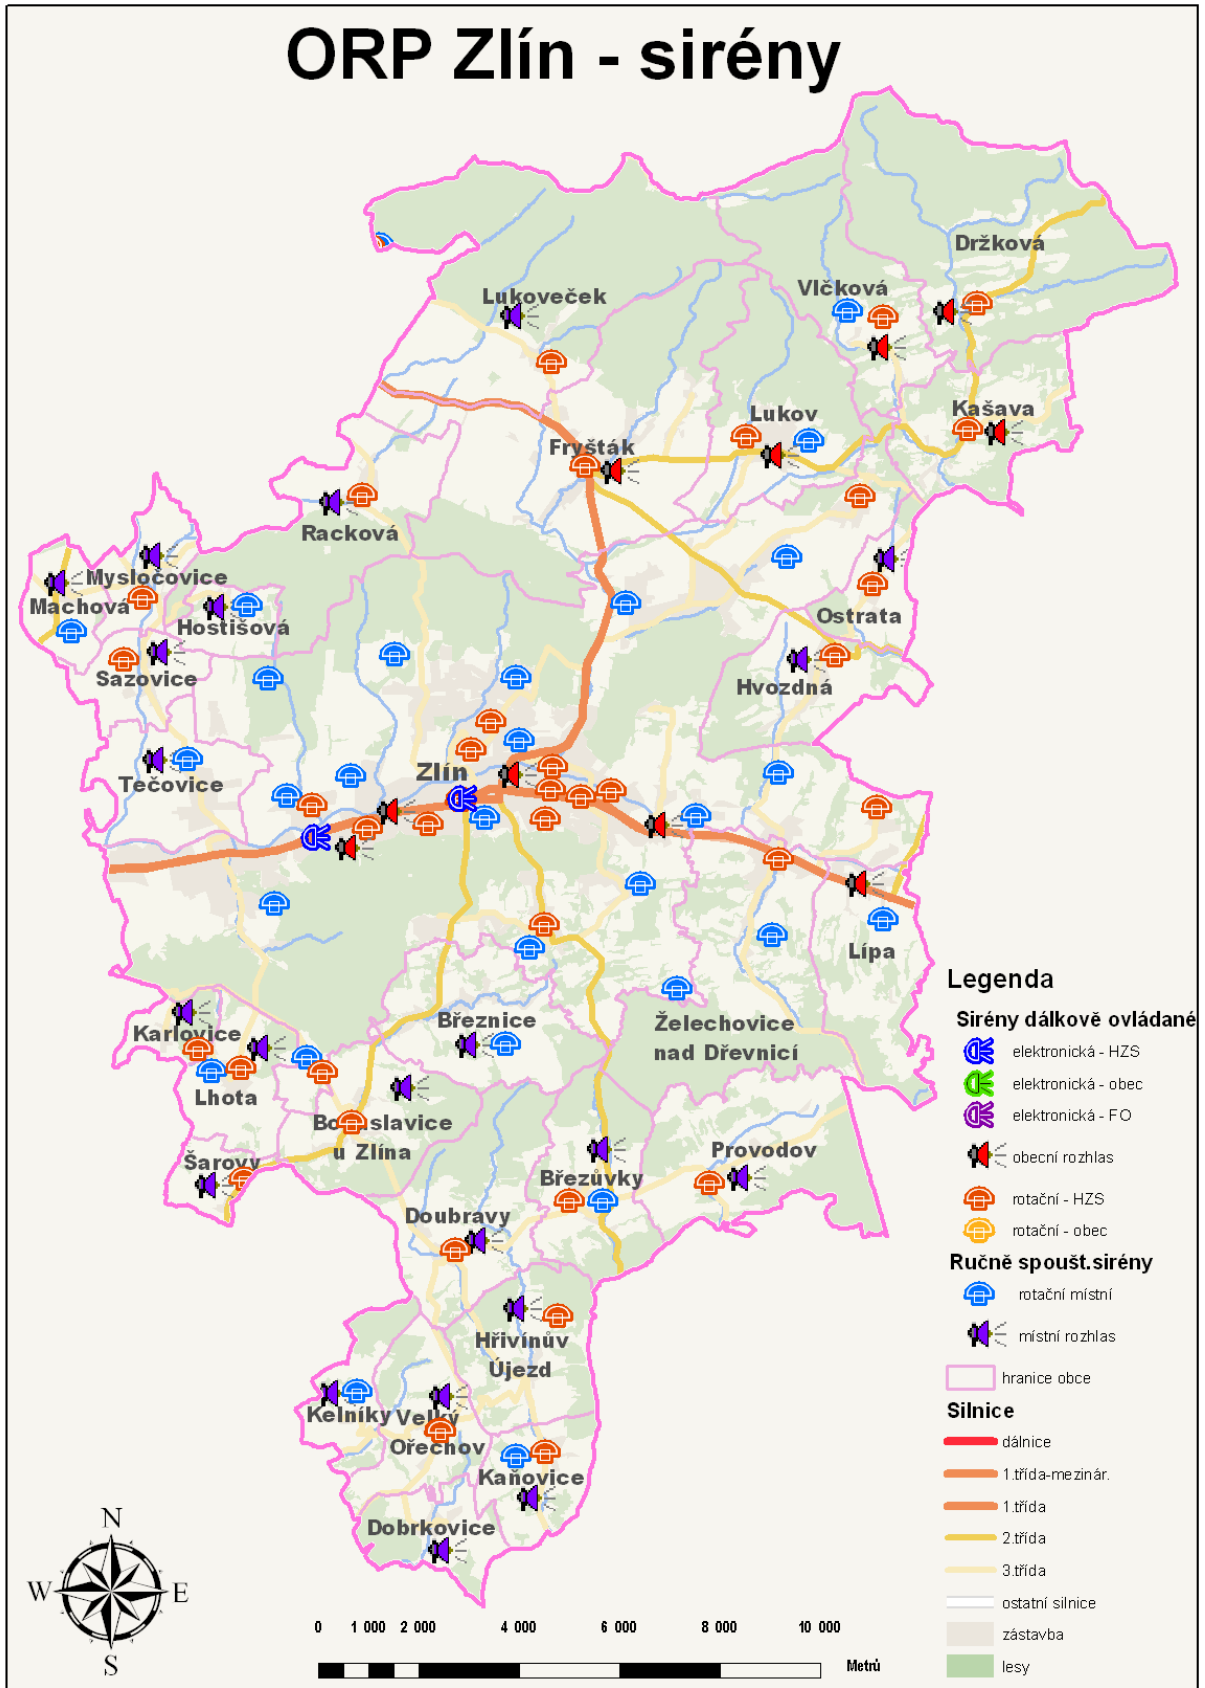 ORP Zlín - sirény
Držková
Vlčková
Lukoveček
Kašava
Lukov
Fryšták
Racková
Mysločovice
Machová
Hostišová
Ostrata
Sazovice
Hvozdná
Zlín
Tečovice
Lípa
Karlovice
Březnice
Želechovice
nad Dřevnicí
Lhota
u Zlína
Šarovy
Provodov
Březůvky
Doubravy
Hřivínův
Újezd
Kelníky
Velký
Ořechov
Kaňovice
Dobrkovice
Legenda
Sirény dálkově ovládané
elektronická - HZS
elektronická - obec
elektronická - FO
obecní rozhlas
rotační - HZS
rotační - obec
Ručně spoušt.sirény
rotační místní
místní rozhlas
hranice obce
Silnice
dálnice
1.třída-mezinár.
1.třída
2.třída
3.třída
ostatní silnice
zástavba
lesy
N
W E
S
0 1 000 2 000 4 000 6 000 8 000 10 000
Metrů